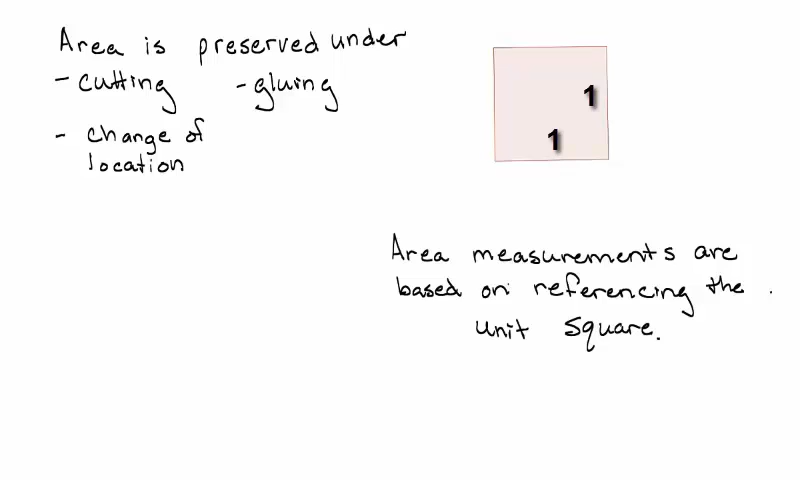 Area is preserved under
- cutting - gluing
- change of
location
1
1
Area measurements are
based on referencing the
unit square.